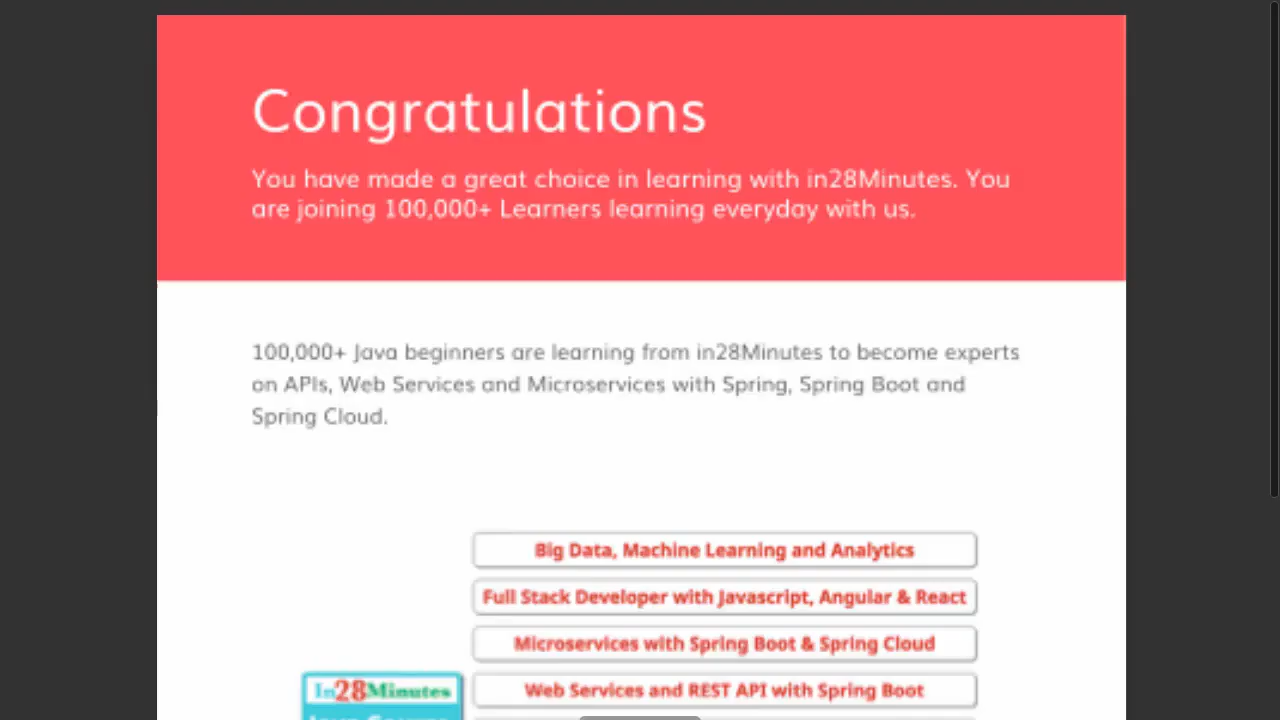 Congratulations
You have made a great choice in learning with in28Minutes. You
are joining 100,000+ Learners learning everyday with us.
100,000+ Java beginners are learning from in28Minutes to become experts
on APIs, Web Services and Microservices with Spring, Spring Boot and
Spring Cloud.
Big Data, Machine Learning and Analytics
Full Stack Developer with Javascript, Angular & React
Microservices with Spring Boot & Spring Cloud
In28Minutes
Web Services and REST API with Spring Boot